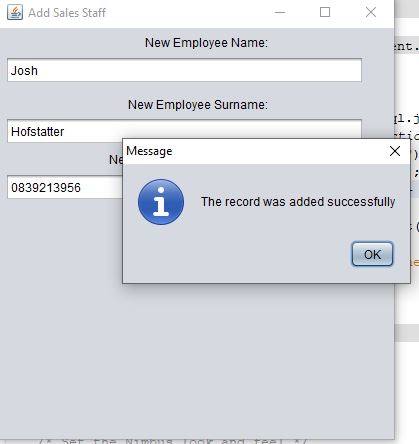 Add Sales Staff
New Employee Name:
ent.
Josh
New Employee Surname:
Hofstatter
Message
Ne
0839213956
The record was added successfully
OK
/* Set the Nimbus look and feel */